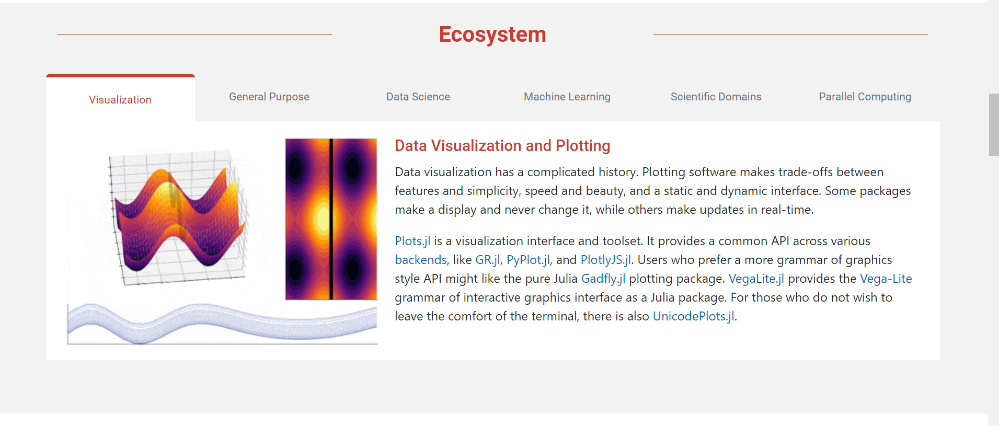 Ecosystem
Visualization
General Purpose
Data Science
Machine Learning
Scientific Domains
Parallel Computing
Data Visualization and Plotting
Data visualization has a complicated history. Plotting software makes trade-offs between
features and simplicity, speed and beauty, and a static and dynamic interface. Some packages
make a display and never change it, while others make updates in real-time.
Plots.jl is a visualization interface and toolset. It provides a common API across various
backends, like GR.jl, PyPlot.jl, and PlotlyJS.jl. Users who prefer a more grammar of graphics
style API might like the pure Julia Gadfly.jl plotting package. VegaLite.jl provides the Vega-Lite
grammar of interactive graphics interface as a Julia package. For those who do not wish to
leave the comfort of the terminal, there is also UnicodePlots.jl.